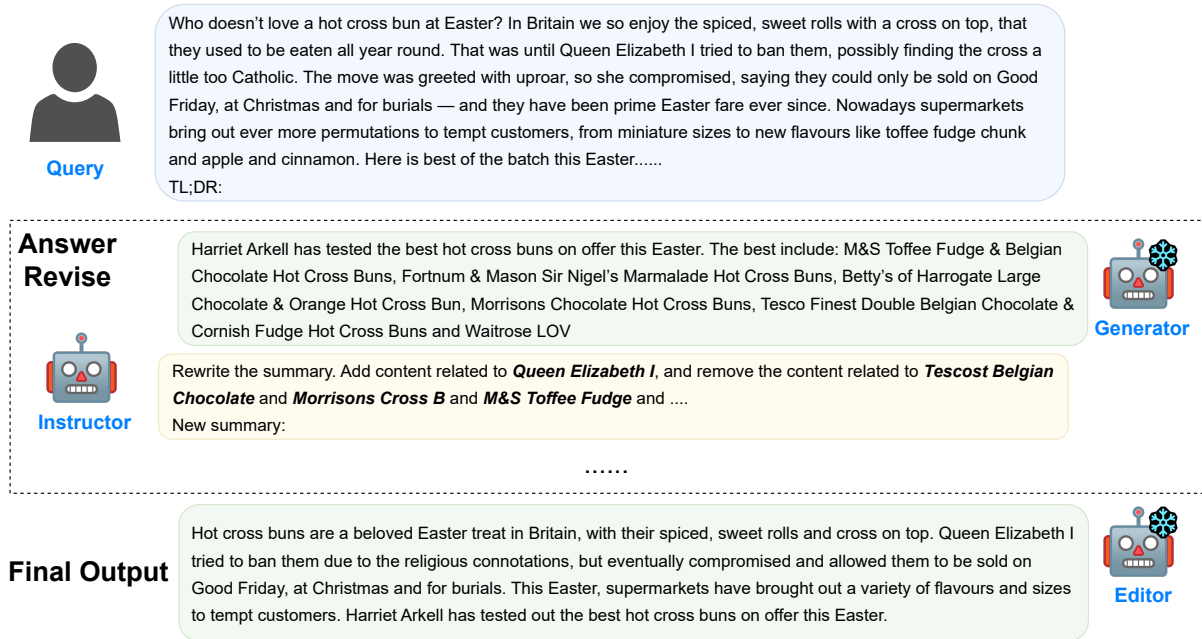 Who doesn’t love a hot cross bun at Easter? In Britain we so enjoy the spiced, sweet rolls with a cross on top, that
they used to be eaten all year round. That was until Queen Elizabeth I tried to ban them, possibly finding the cross a
little too Catholic. The move was greeted with uproar, so she compromised, saying they could only be sold on Good
Friday, at Christmas and for burials — and they have been prime Easter fare ever since. Nowadays supermarkets
bring out ever more permutations to tempt customers, from miniature sizes to new flavours like toffee fudge chunk
and apple and cinnamon. Here is best of the batch this Easter......
TL;DR:
Query
Answer
Revise
Harriet Arkell has tested the best hot cross buns on offer this Easter. The best include: M&S Toffee Fudge & Belgian
Chocolate Hot Cross Buns, Fortnum & Mason Sir Nigel’s Marmalade Hot Cross Buns, Betty’s of Harrogate Large
Chocolate & Orange Hot Cross Bun, Morrisons Chocolate Hot Cross Buns, Tesco Finest Double Belgian Chocolate &
Cornish Fudge Hot Cross Buns and Waitrose LOV
Generator
Rewrite the summary. Add content related to Queen Elizabeth I, and remove the content related to Tescost Belgian
Chocolate and Morrisons Cross B and M&S Toffee Fudge and ....
New summary:
Instructor
......
Final Output
Hot cross buns are a beloved Easter treat in Britain, with their spiced, sweet rolls and cross on top. Queen Elizabeth I
tried to ban them due to the religious connotations, but eventually compromised and allowed them to be sold on
Good Friday, at Christmas and for burials. This Easter, supermarkets have brought out a variety of flavours and sizes
to tempt customers. Harriet Arkell has tested out the best hot cross buns on offer this Easter.
Editor